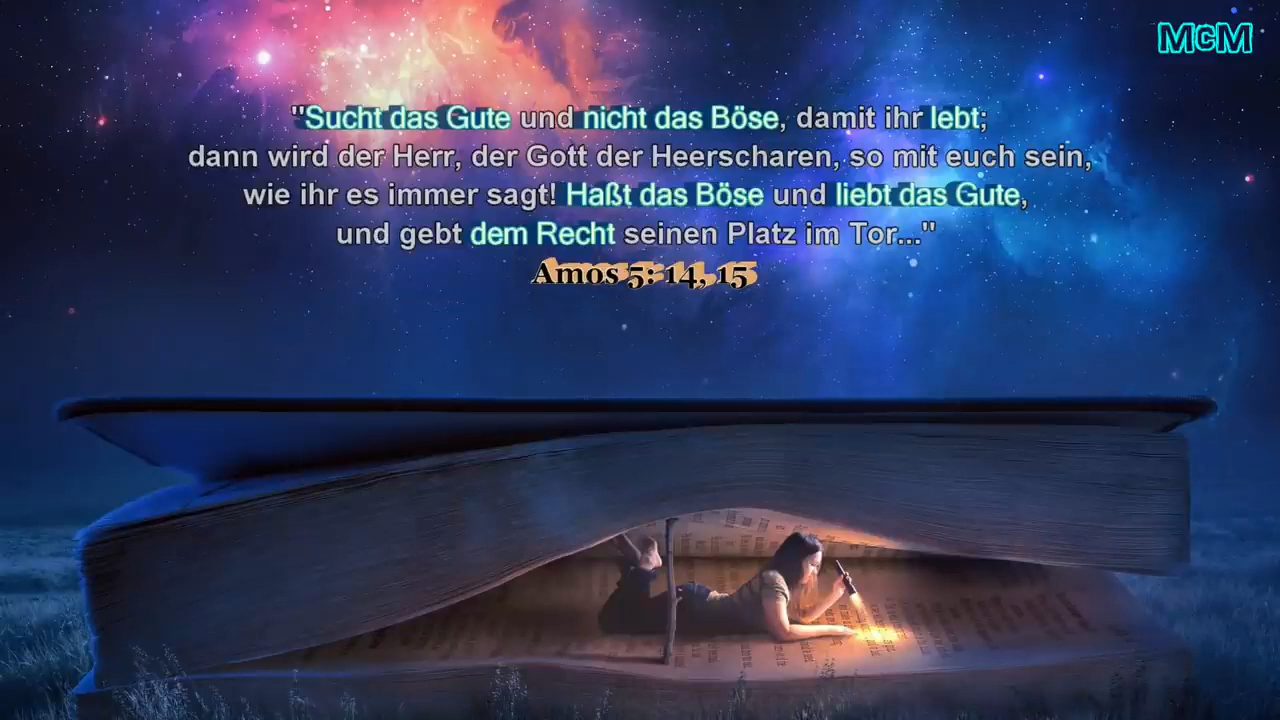 McM
"Sucht das Gute und nicht das Böse, damit ihr lebt;
dann wird der Herr, der Gott der Heerscharen, so mit euch sein,
wie ihr es immer sagt! Haßt das Böse und liebt das Gute,
und gebt dem Recht seinen Platz im Tor..."
Amos 5: 14, 15